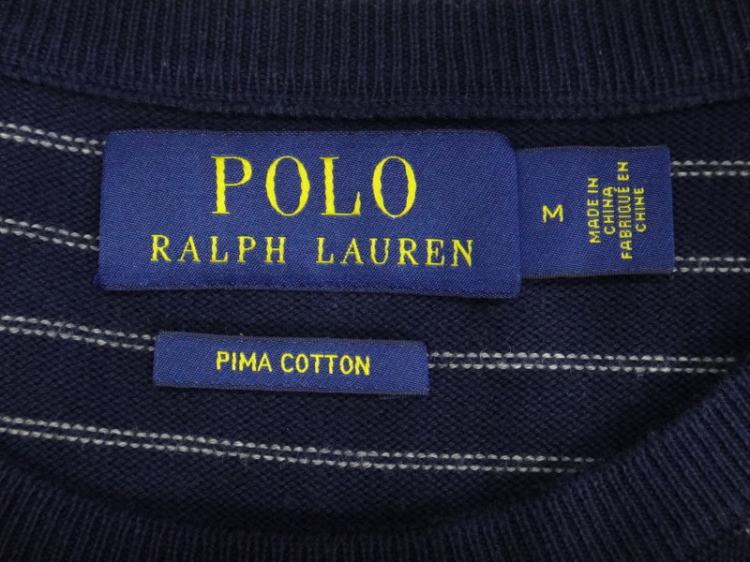 POLO
RALPH LAUREN
M
MADE IN
CHINA
FABRIQUÉ EN
CHINE
PIMA COTTON